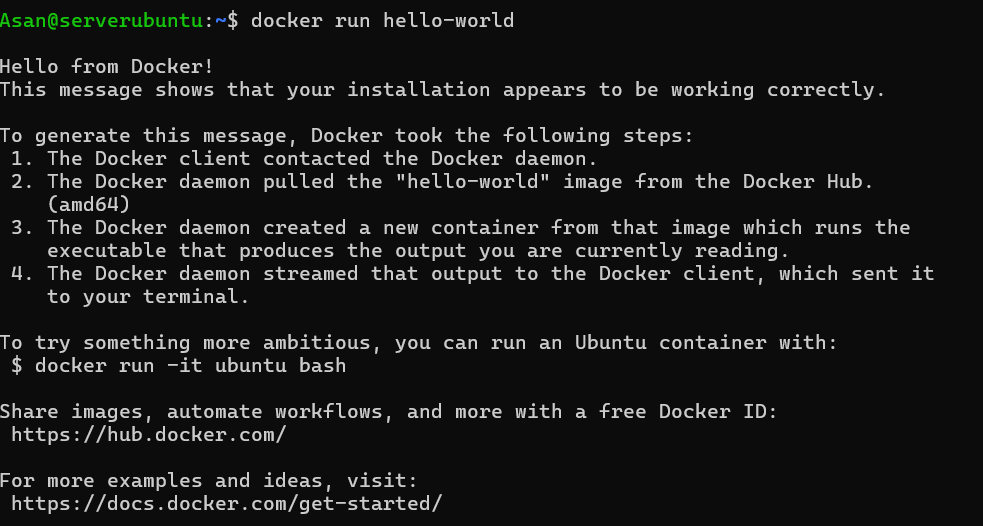 Asan@serverubuntu:~$ docker run hello-world
Hello from Docker!
This message shows that your installation appears to be working correctly.
To generate this message, Docker took the following steps:
1. The Docker client contacted the Docker daemon.
2. The Docker daemon pulled the "hello-world" image from the Docker Hub.
(amd64)
3. The Docker daemon created a new container from that image which runs the
executable that produces the output you are currently reading.
4. The Docker daemon streamed that output to the Docker client, which sent it
to your terminal.
To try something more ambitious, you can run an Ubuntu container with:
$ docker run -it ubuntu bash
Share images, automate workflows, and more with a free Docker ID:
https://hub.docker.com/
For more examples and ideas, visit:
https://docs.docker.com/get-started/